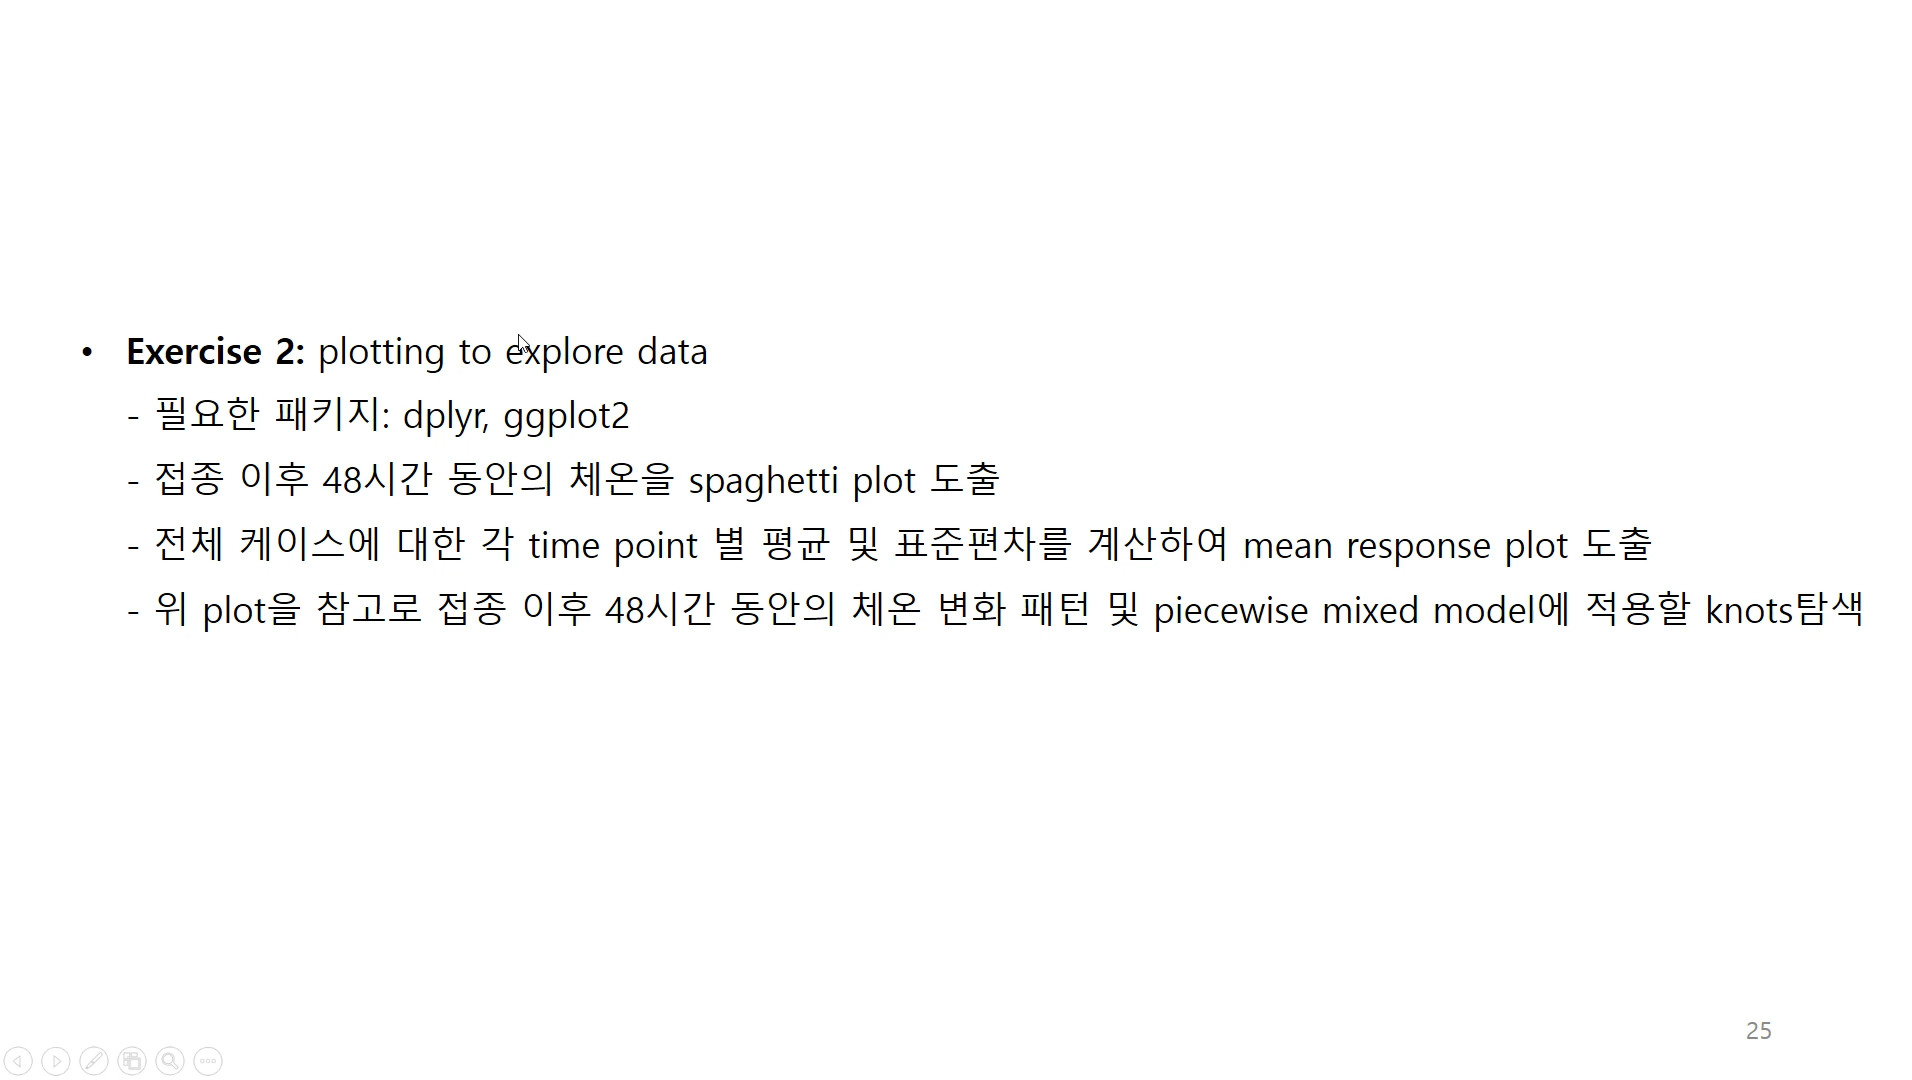 • Exercise 2: plotting to explore data
- 필요한 패키지: dplyr, ggplot2
- 접종 이후 48시간 동안의 체온을 spaghetti plot 도출
- 전체 케이스에 대한 각 time point 별 평균 및 표준편차를 계산하여 mean response plot 도출
- 위 plot을 참고로 접종 이후 48시간 동안의 체온 변화 패턴 및 piecewise mixed model에 적용할 knots탐색
25